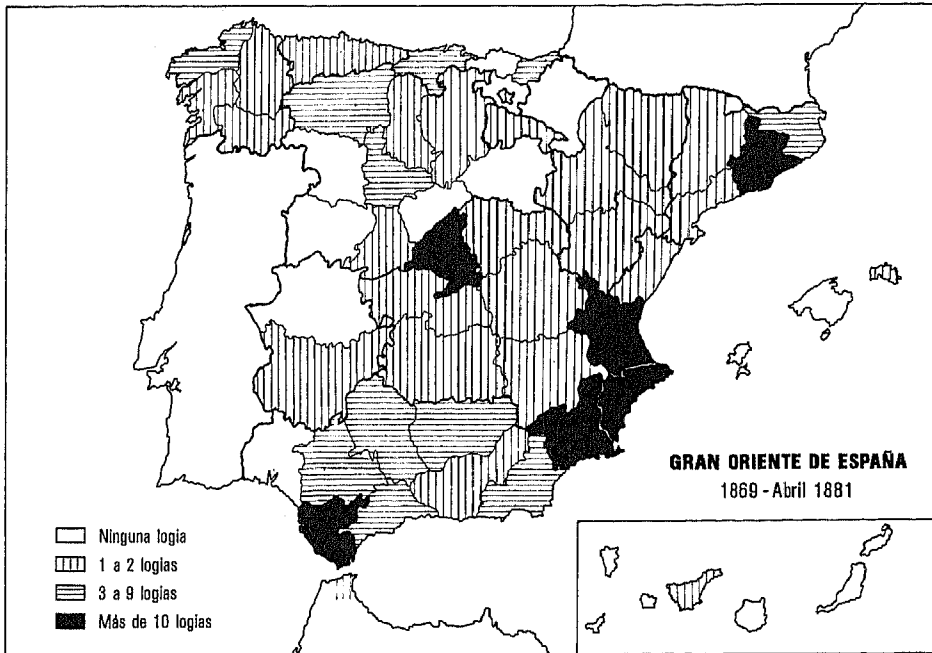 GRAN ORIENTE DE ESPAÑA
1869 - Abril 1881
Ninguna logia
1 a 2 logias
3 a 9 logias
Más de 10 logias